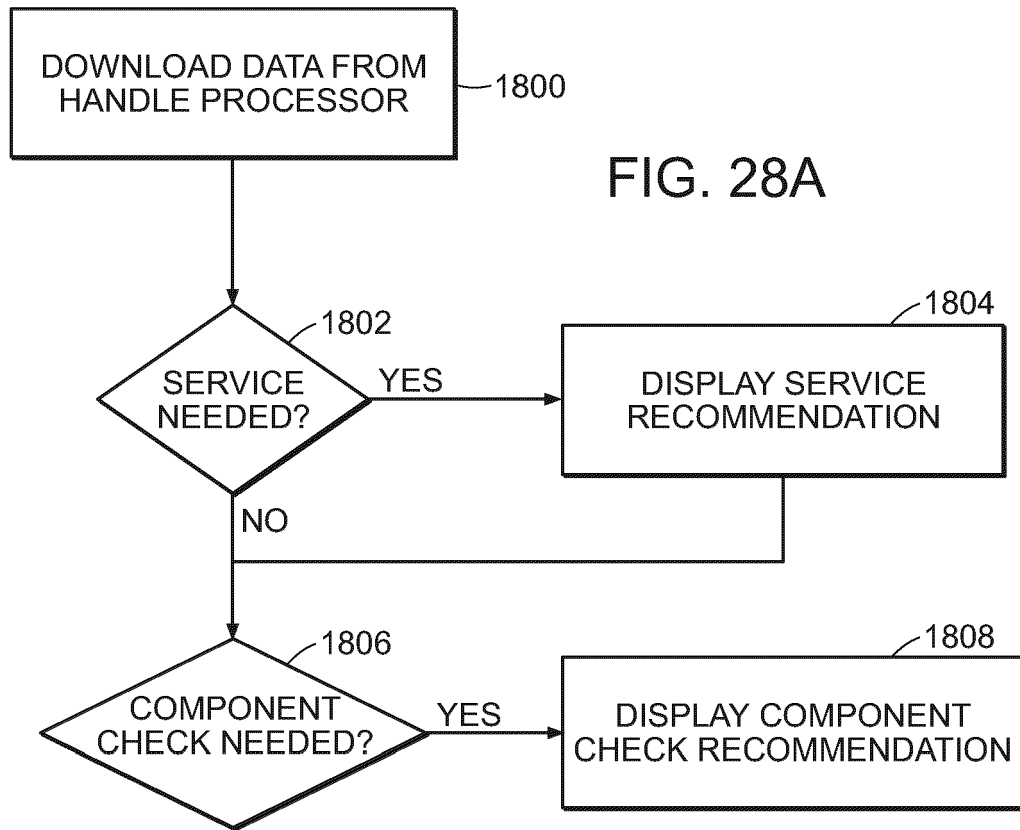 DOWNLOAD DATA FROM
HANDLE PROCESSOR
1800
FIG. 28A
1802
SERVICE
NEEDED?
YES
1804
DISPLAY SERVICE
RECOMMENDATION
NO
1806
COMPONENT
CHECK NEEDED?
YES
1808
DISPLAY COMPONENT
CHECK RECOMMENDATION